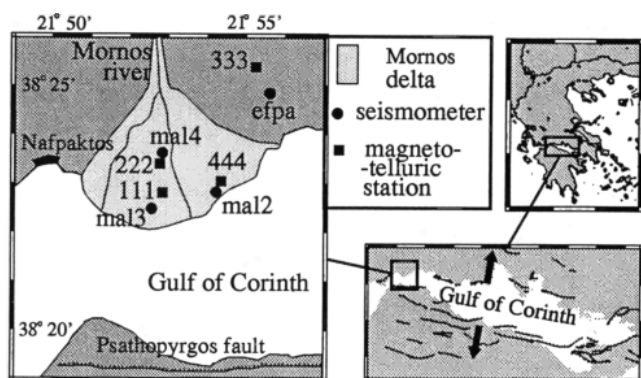 21° 50'
21° 55'
Mornos
river
333
38° 25'
efpa
Nafpaktos
mal4
222
444
111
mal3
mal2
Gulf of Corinth
38° 20'
Psathopyrgos fault
Mornos
delta
seismometer
magneto-
-telluric
station
Gulf of Corinth